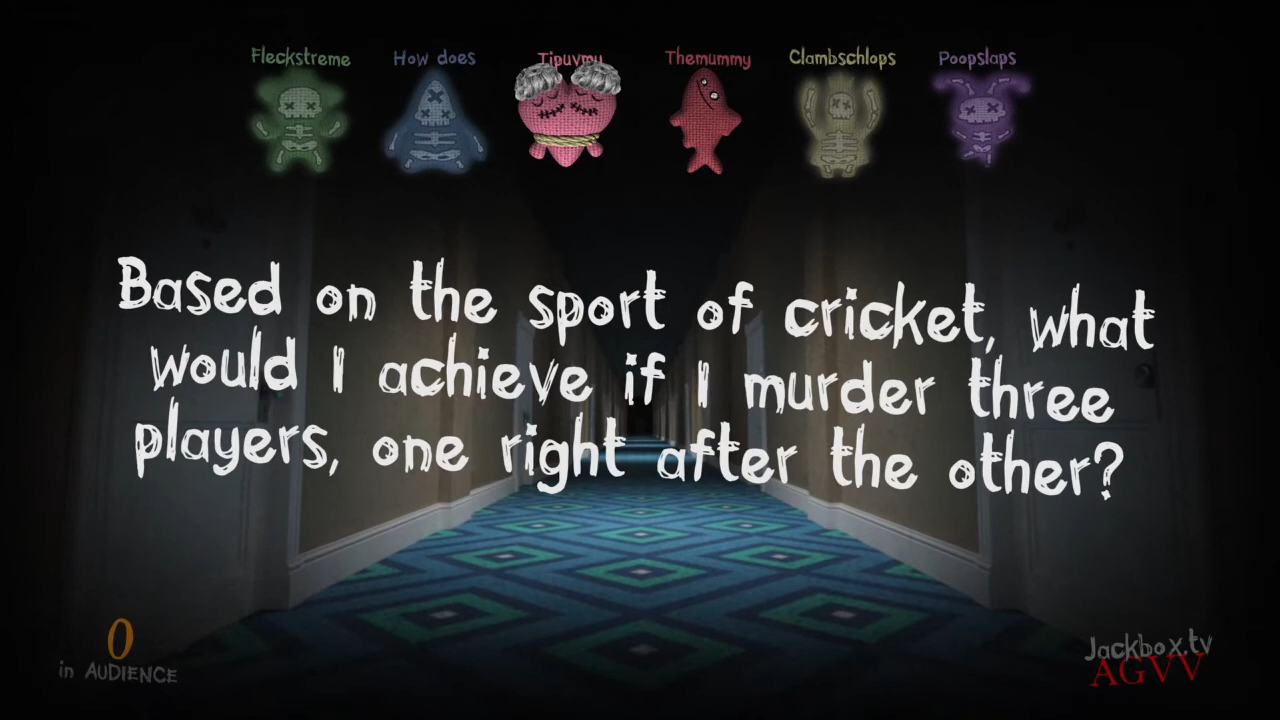 Fleckstreme How does Tipuvmu Themummy Clambschlops Poopslaps
Based on the sport of cricket, what
would I achieve if I murder three
players, one right after the other?
0
in AUDIENCE
Jackbox.tv
AGVV